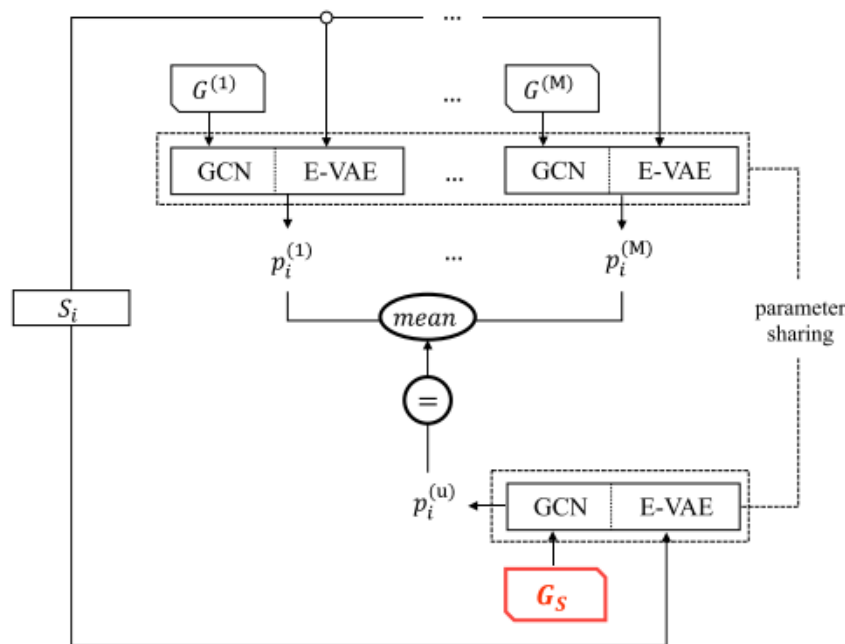 ...
G^(1) ... G^(M)
GCN E-VAE ... GCN E-VAE
p_i^(1) ... p_i^(M)
S_i
mean
parameter
sharing
=
p_i^(u) GCN E-VAE
G_S